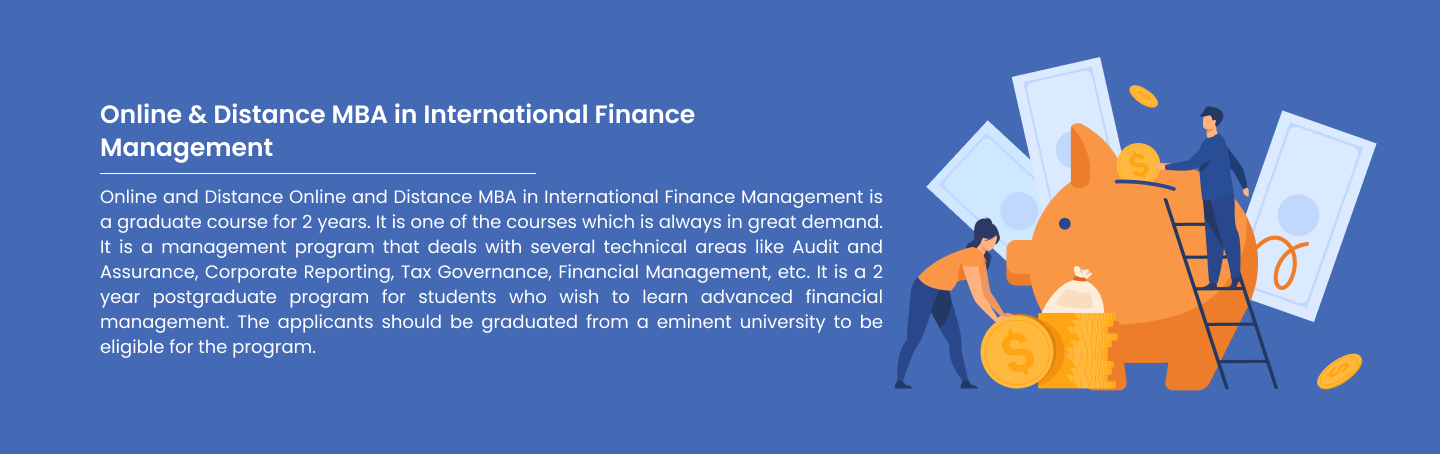 Online & Distance MBA in International Finance
Management
Online and Distance Online and Distance MBA in International Finance Management is
a graduate course for 2 years. It is one of the courses which is always in great demand.
It is a management program that deals with several technical areas like Audit and
Assurance, Corporate Reporting, Tax Governance, Financial Management, etc. It is a 2
year postgraduate program for students who wish to learn advanced financial
management. The applicants should be graduated from a eminent university to be
eligible for the program.
$
$
$
$